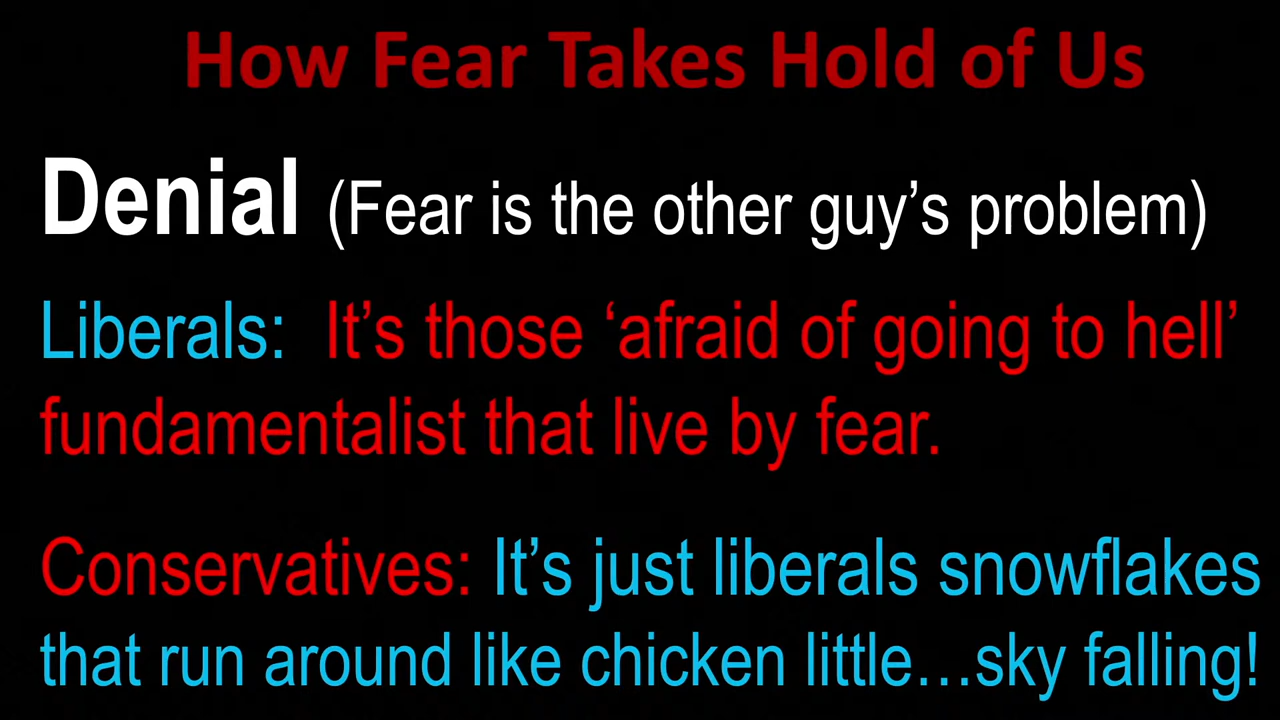 How Fear Takes Hold of Us
Denial (Fear is the other guy’s problem)
Liberals: It’s those ‘afraid of going to hell’
fundamentalist that live by fear.
Conservatives: It’s just liberals snowflakes
that run around like chicken little…sky falling!